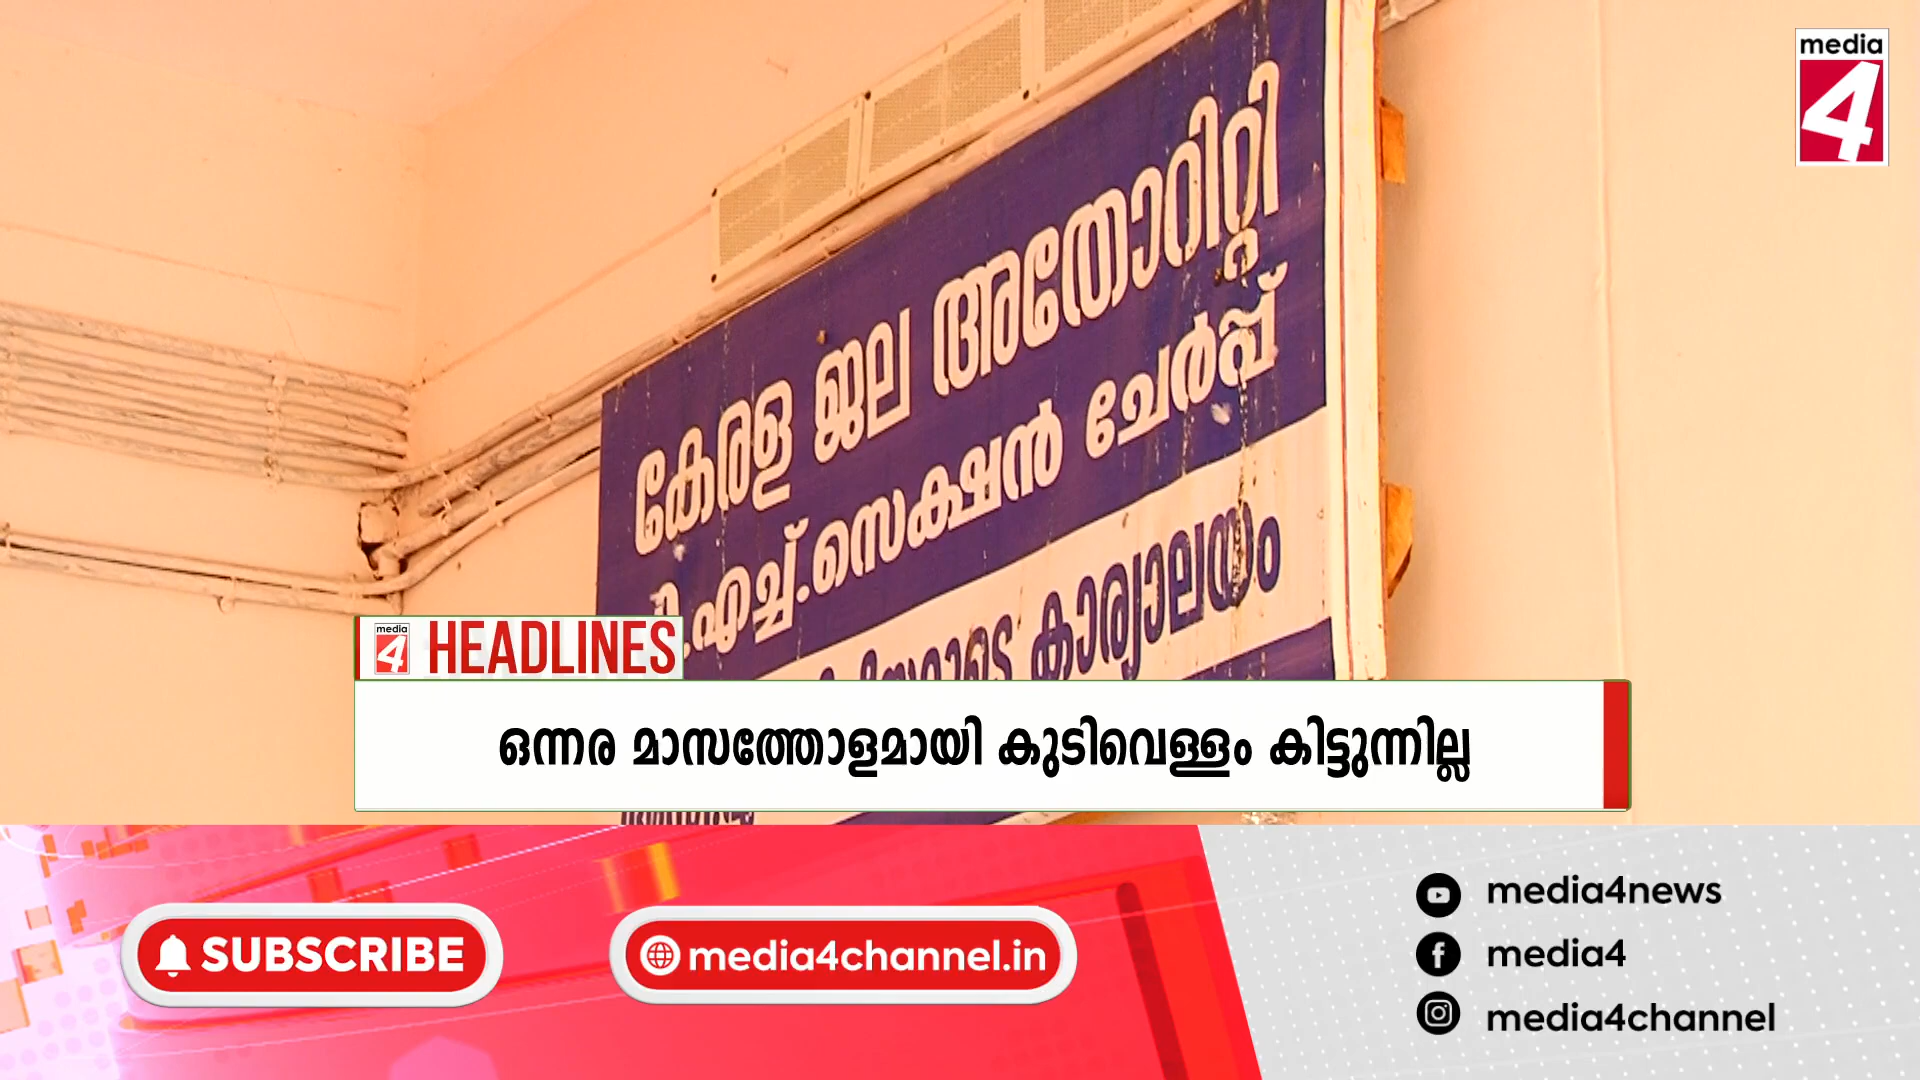 media
4
കേരള ജല അതോറിറ്റി
എച്ച്.സെക്ഷൻ ചേർപ്പ്
കാര്യാലയം
media
4 HEADLINES
ഒന്നര മാസത്തോളമായി കുടിവെള്ളം കിട്ടുന്നില്ല
SUBSCRIBE
media4channel.in
media4news
media4
media4channel